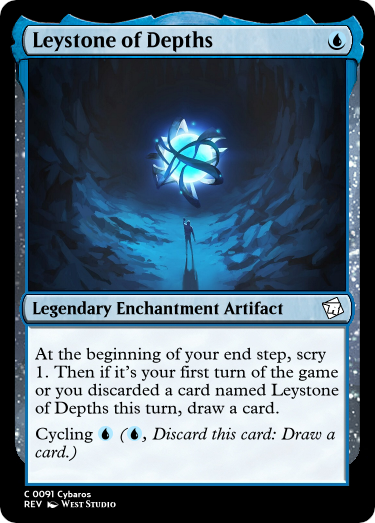 Leystone of Depths
Legendary Enchantment Artifact
At the beginning of your end step, scry
1. Then if it's your first turn of the game
or you discarded a card named Leystone
of Depths this turn, draw a card.
Cycling (, Discard this card: Draw a
card.)
C 0091 Cybaros
REV West Studio